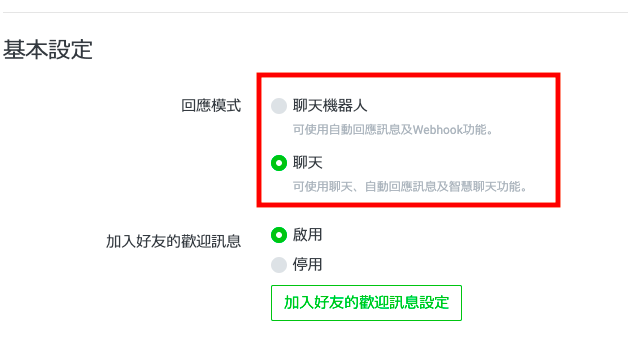 基本設定
回應模式
聊天機器人
可使用自動回應訊息及Webhook功能。
聊天
可使用聊天、自動回應訊息及智慧聊天功能。
加入好友的歡迎訊息
啟用
停用
加入好友的歡迎訊息設定